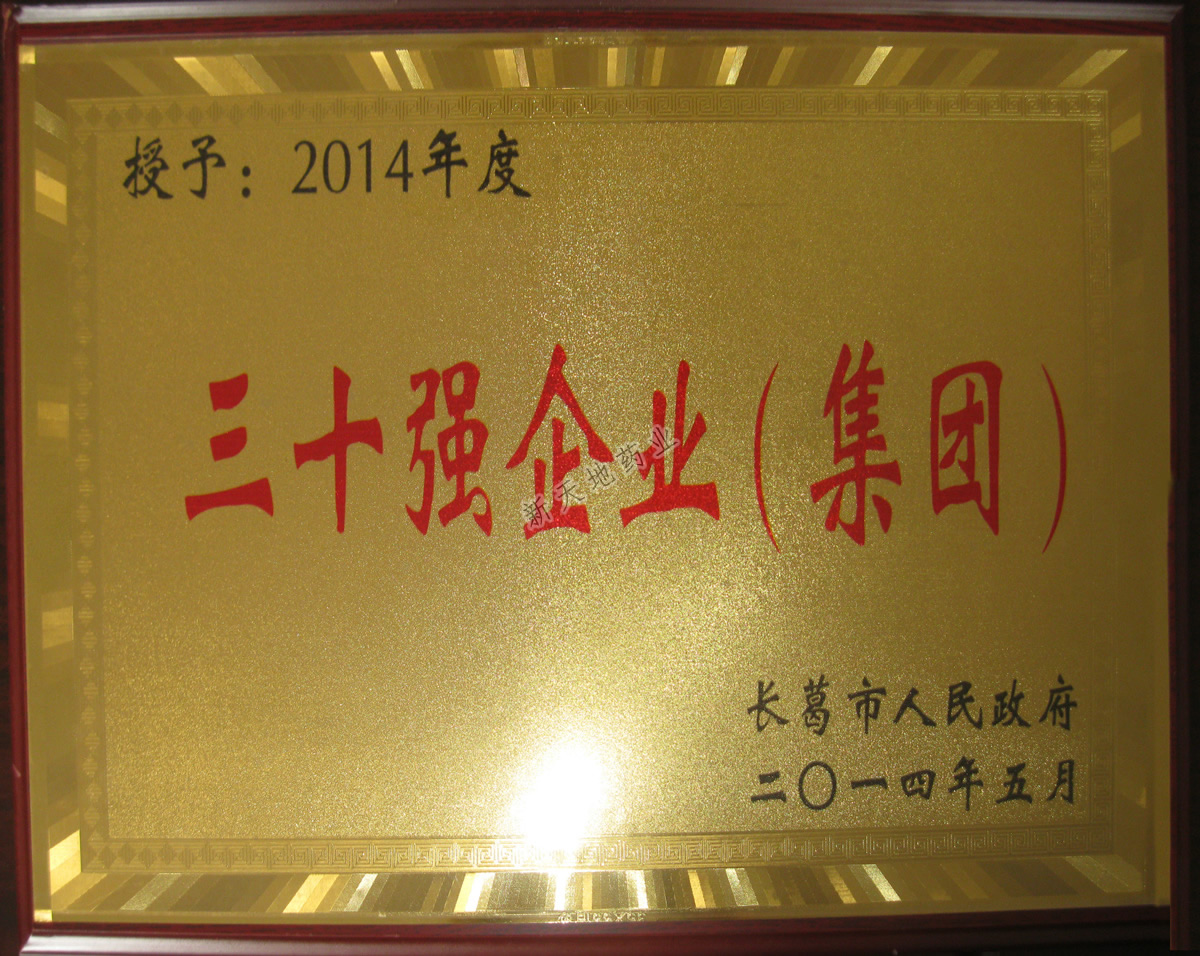 授予：2014年度
三十强企业（集团）
新天地药业
长葛市人民政府
二〇一四年五月